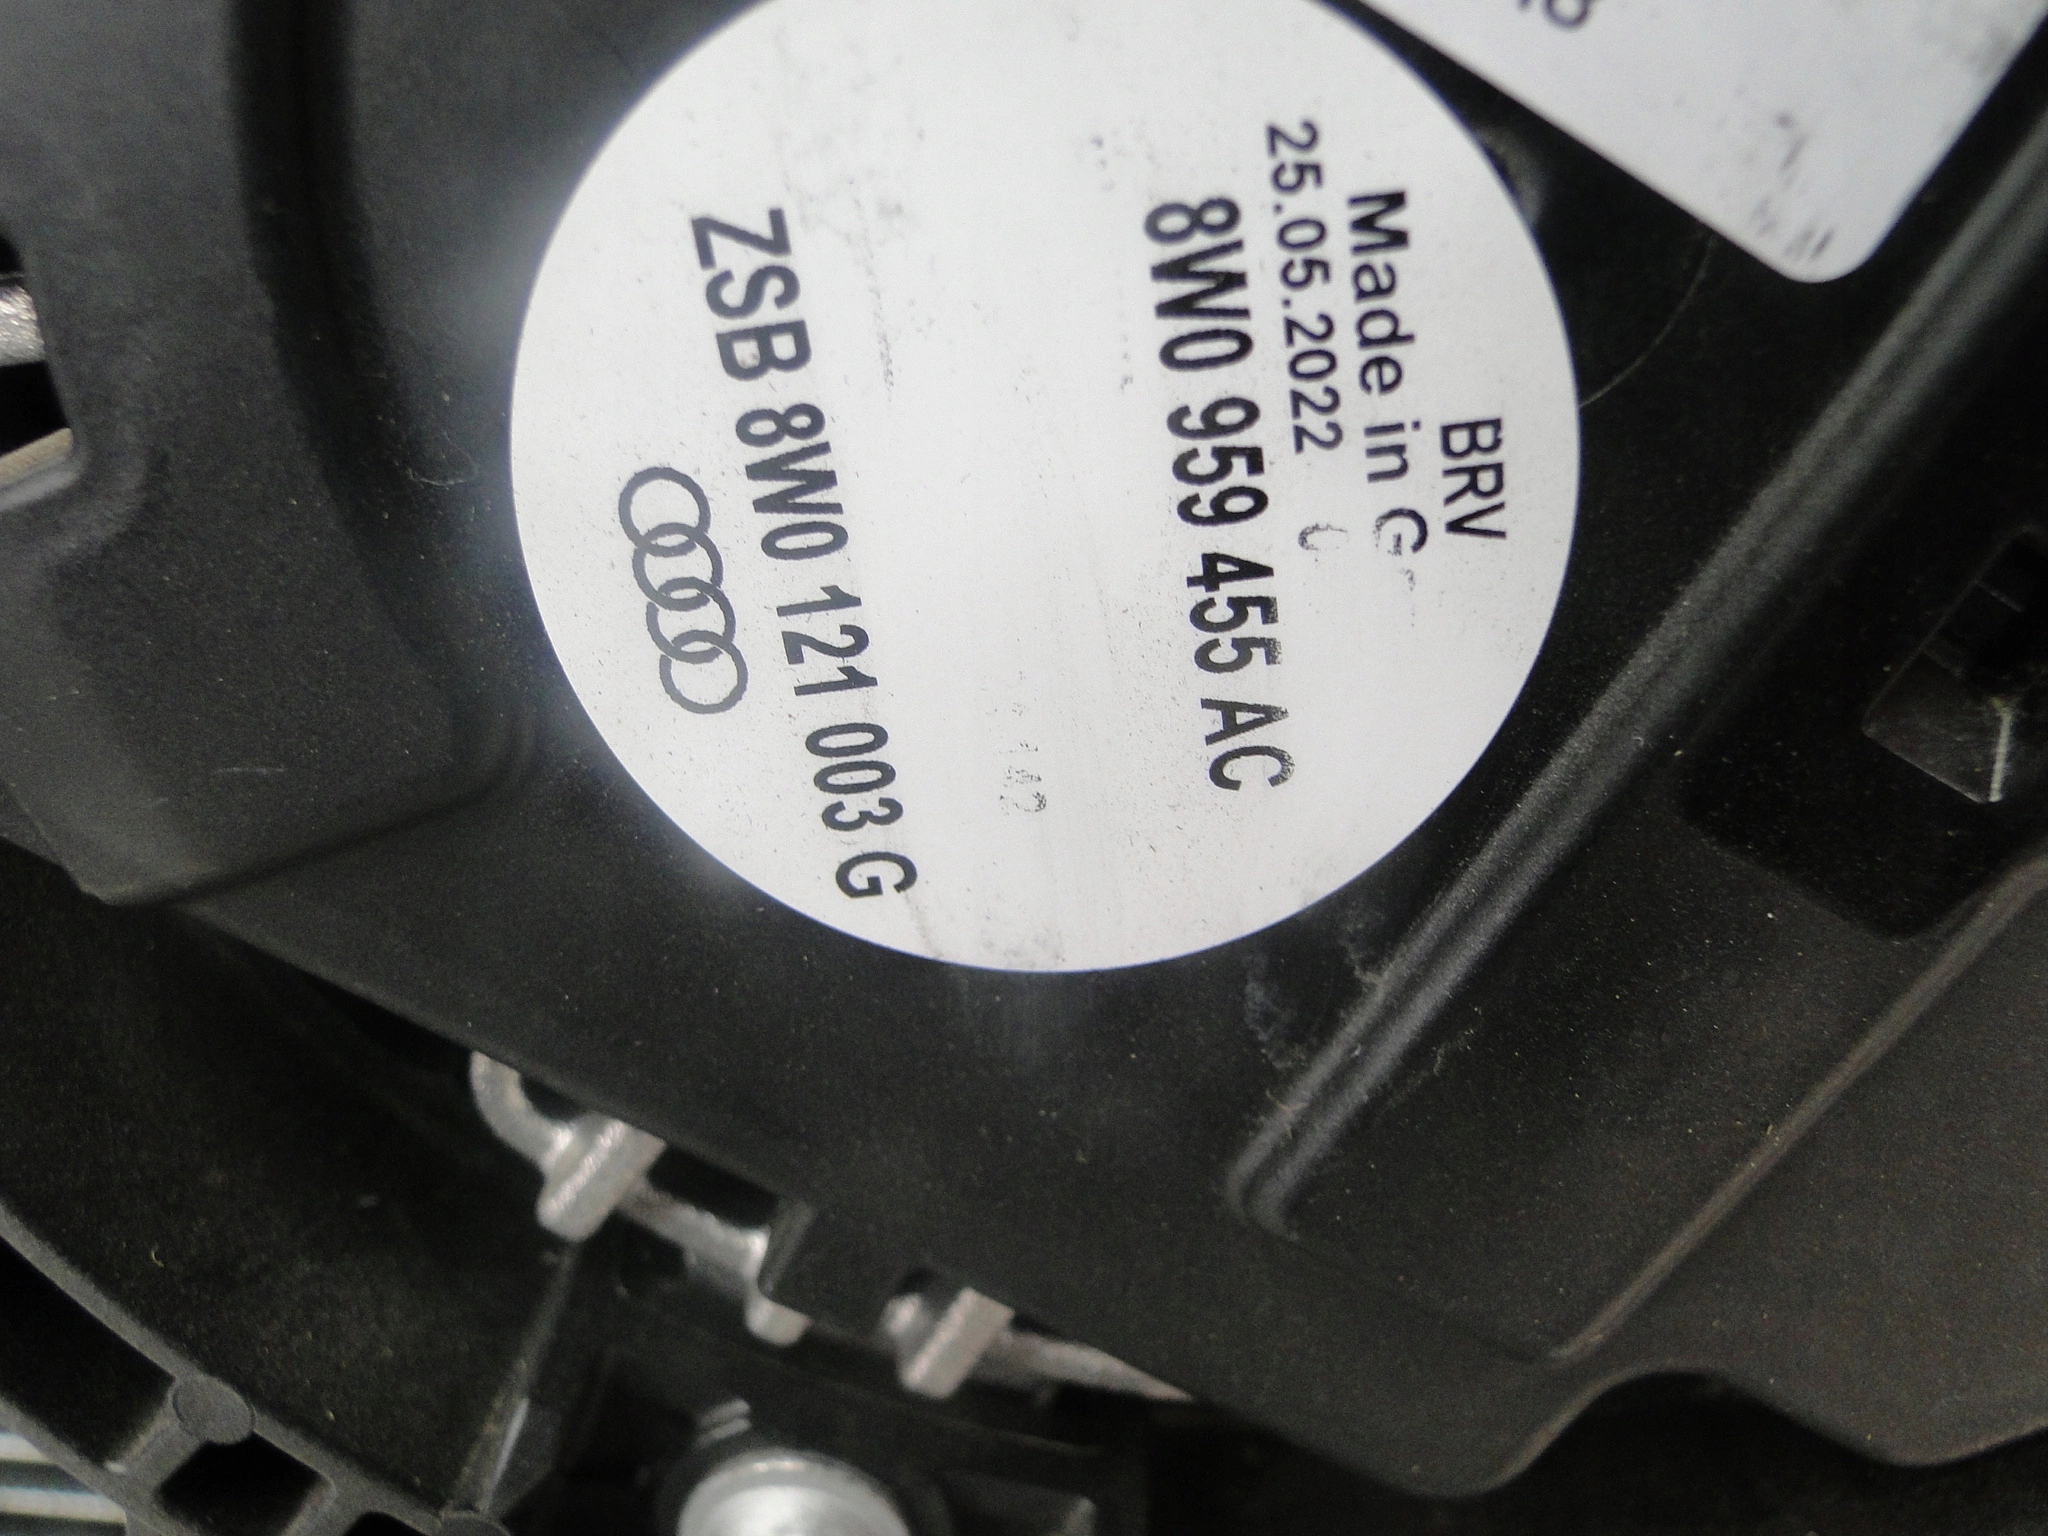 BRV
Made in G
25.05.2022
8W0 959 455 AC
ZSB 8W0 121 003 G